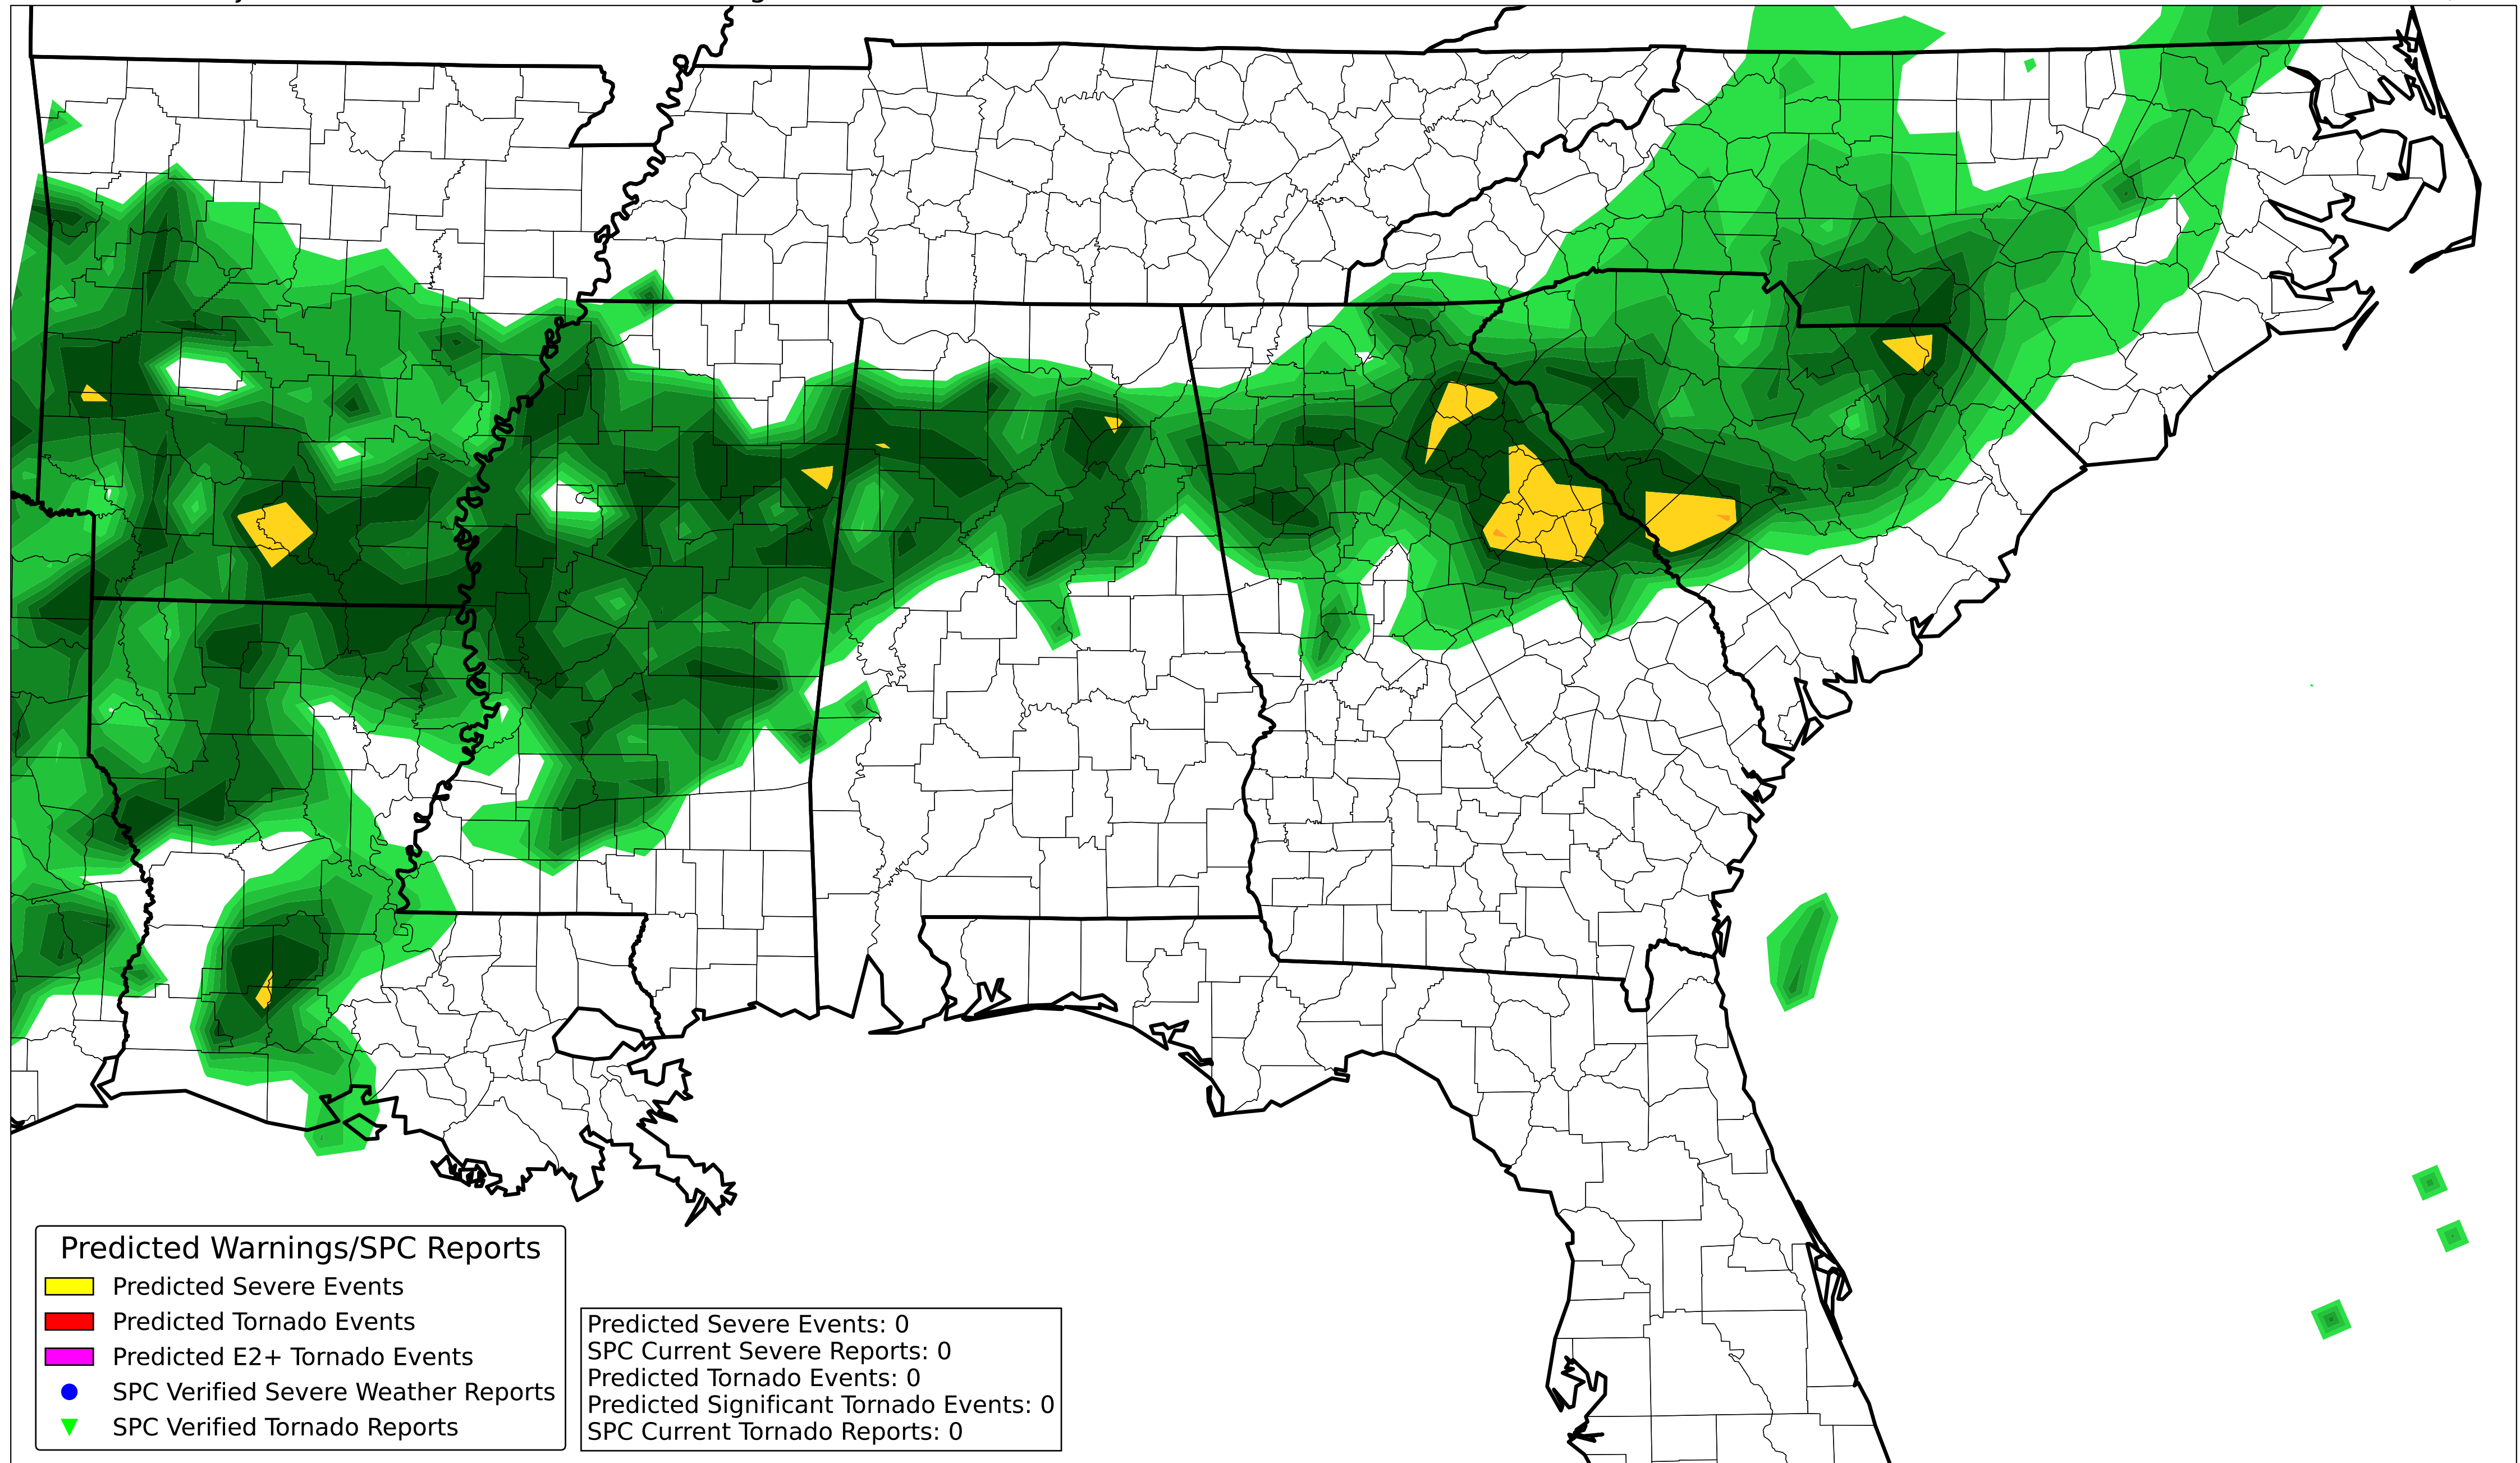 Predicted Warnings/SPC Reports
Predicted Severe Events
Predicted Tornado Events
Predicted E2+ Tornado Events
SPC Verified Severe Weather Reports
SPC Verified Tornado Reports
Predicted Severe Events: 0
SPC Current Severe Reports: 0
Predicted Tornado Events: 0
Predicted Significant Tornado Events: 0
SPC Current Tornado Reports: 0